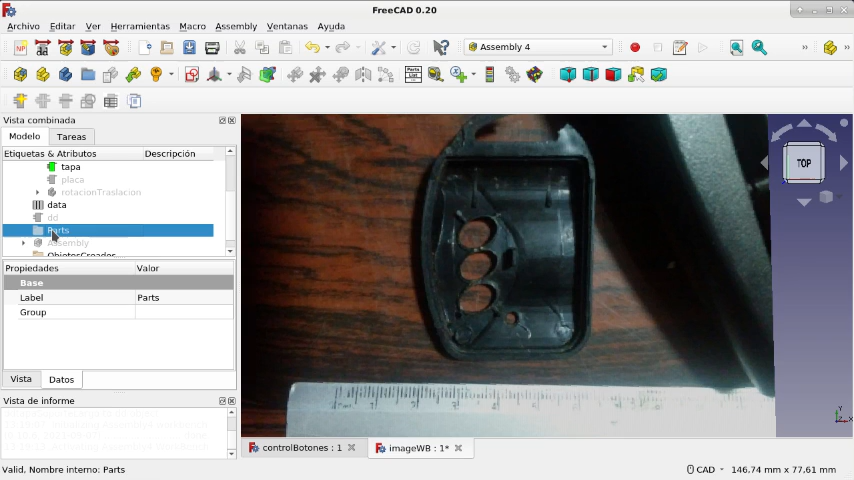 FreeCAD 0.20
Archivo Editar Ver Herramientas Macro Assembly Ventanas Ayuda
Assembly 4
Vista combinada
Modelo Tareas
Etiquetas & Atributos Descripción
tapa
placa
rotacionTraslacion
data
dd
Parts
Assembly
ObjetosCreados
Propiedades Valor
Base
Label Parts
Group
Vista Datos
Vista de informe
TOP
controlBotones : 1 imageWB : 1*
Valid, Nombre interno: Parts
CAD 146.74 mm x 77.61 mm